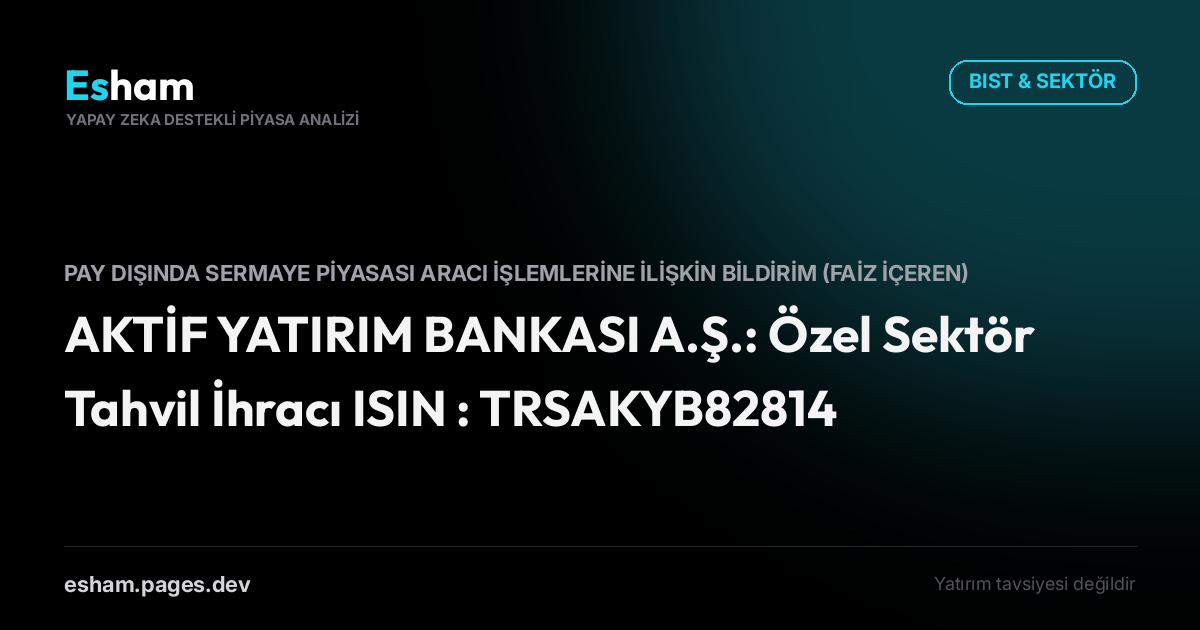 Esham
YAPAY ZEKA DESTEKLİ PİYASA ANALİZİ
BIST & SEKTÖR
PAY DIŞINDA SERMAYE PİYASASI ARACI İŞLEMLERİNE İLİŞKİN BİLDİRİM (FAİZ İÇEREN)
AKTİF YATIRIM BANKASI A.Ş.: Özel Sektör
Tahvil İhracı ISIN : TRSAKYB82814
esham.pages.dev
Yatırım tavsiyesi değildir